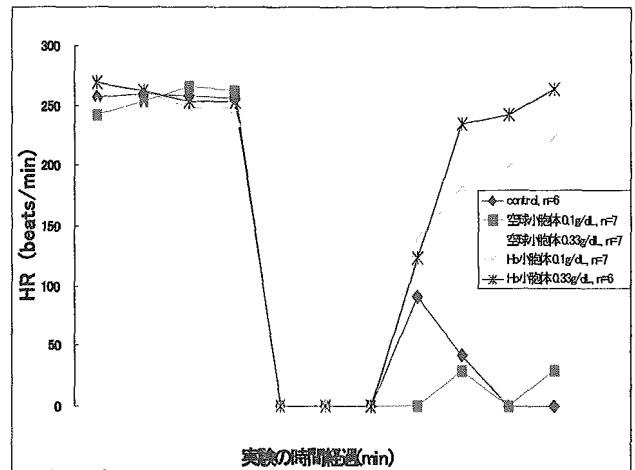 300
250
200
150
100
50
0
HR (beats/min)
control, n=6
空球小胞体0.1g/dL, n=7
空球小胞体0.33g/dL, n=7
Hb小胞体0.1g/dL, n=7
Hb小胞体0.33g/dL, n=6
実験の時間経過(min)